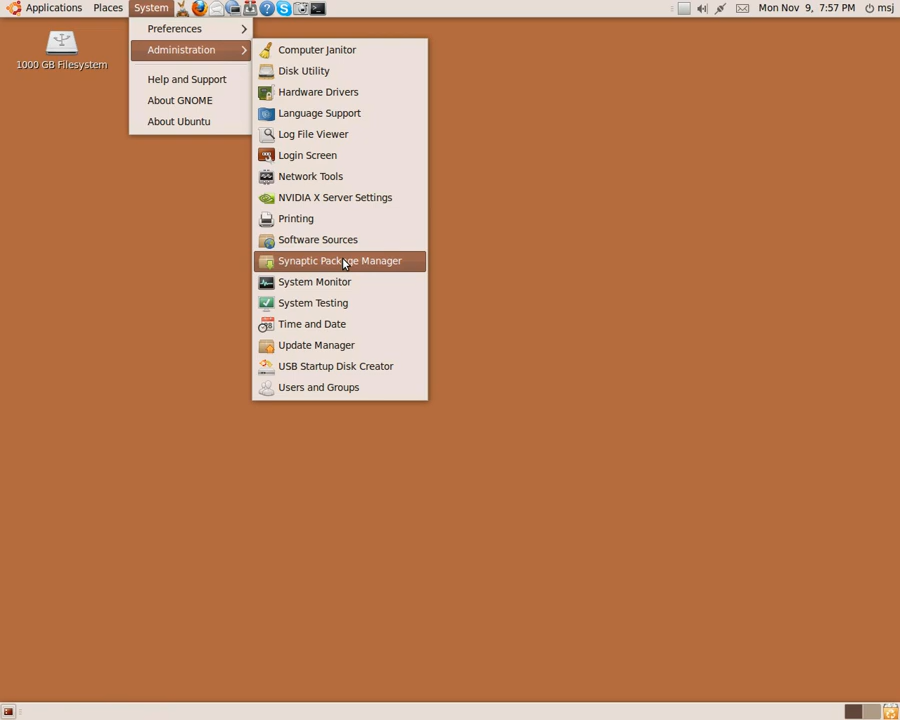 Applications Places System Mon Nov 9, 7:57 PM msj
Preferences
Administration
Help and Support
About GNOME
About Ubuntu
1000 GB Filesystem
Computer Janitor
Disk Utility
Hardware Drivers
Language Support
Log File Viewer
Login Screen
Network Tools
NVIDIA X Server Settings
Printing
Software Sources
Synaptic Package Manager
System Monitor
System Testing
Time and Date
Update Manager
USB Startup Disk Creator
Users and Groups